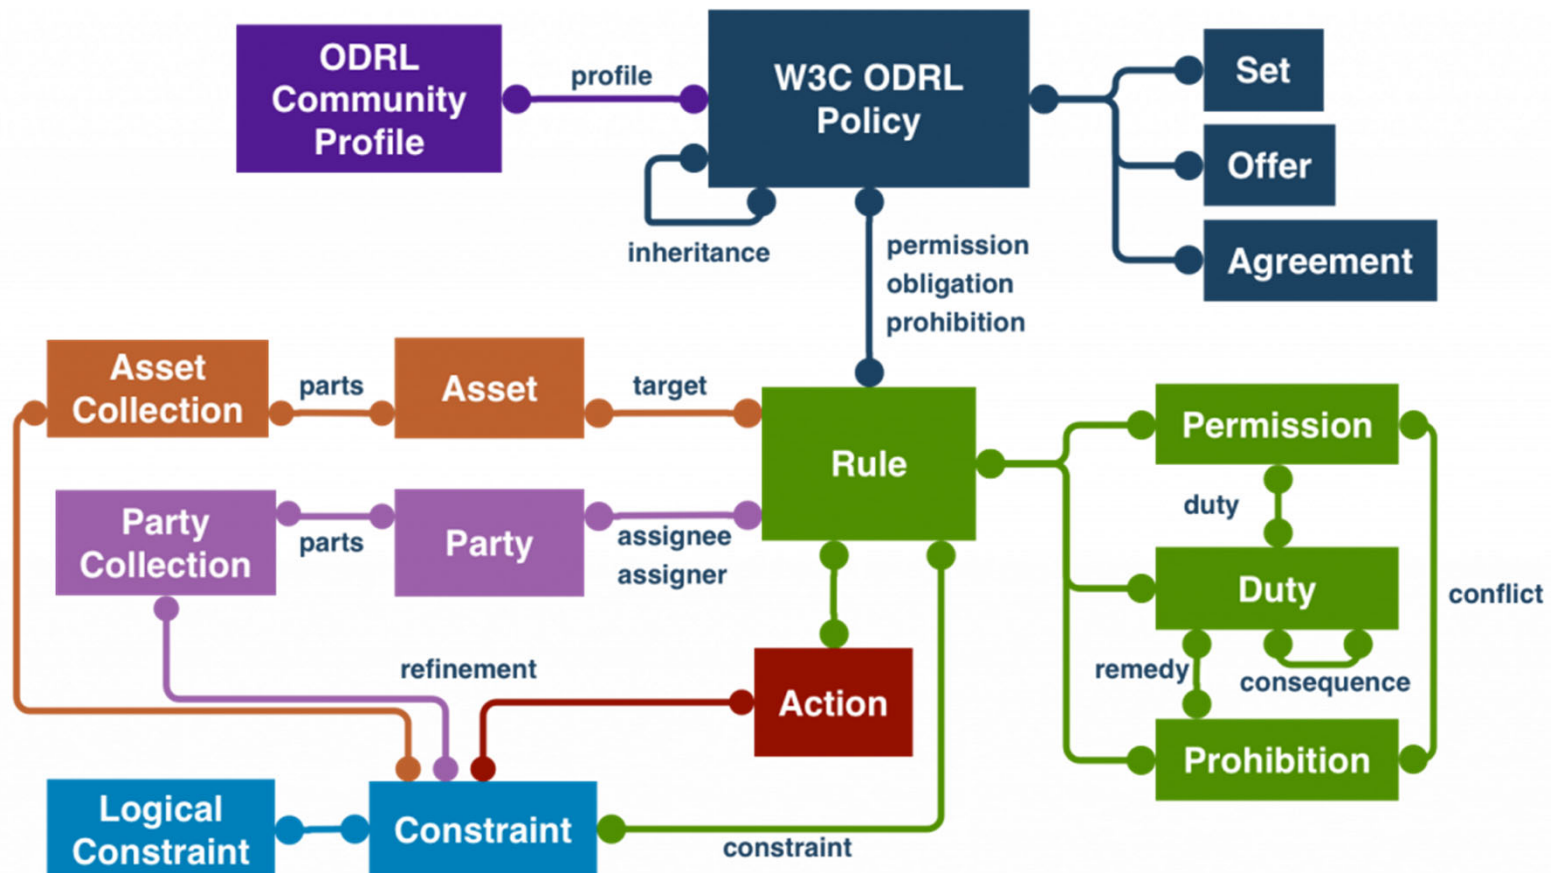 ODRL
Community
Profile
profile
W3C ODRL
Policy
Set
Offer
Agreement
inheritance
permission
obligation
prohibition
Asset
Collection
parts
Asset
target
Rule
Permission
Party
Collection
parts
Party
assignee
assigner
duty
Duty
conflict
remedy
consequence
Prohibition
refinement
Action
Logical
Constraint
Constraint
constraint